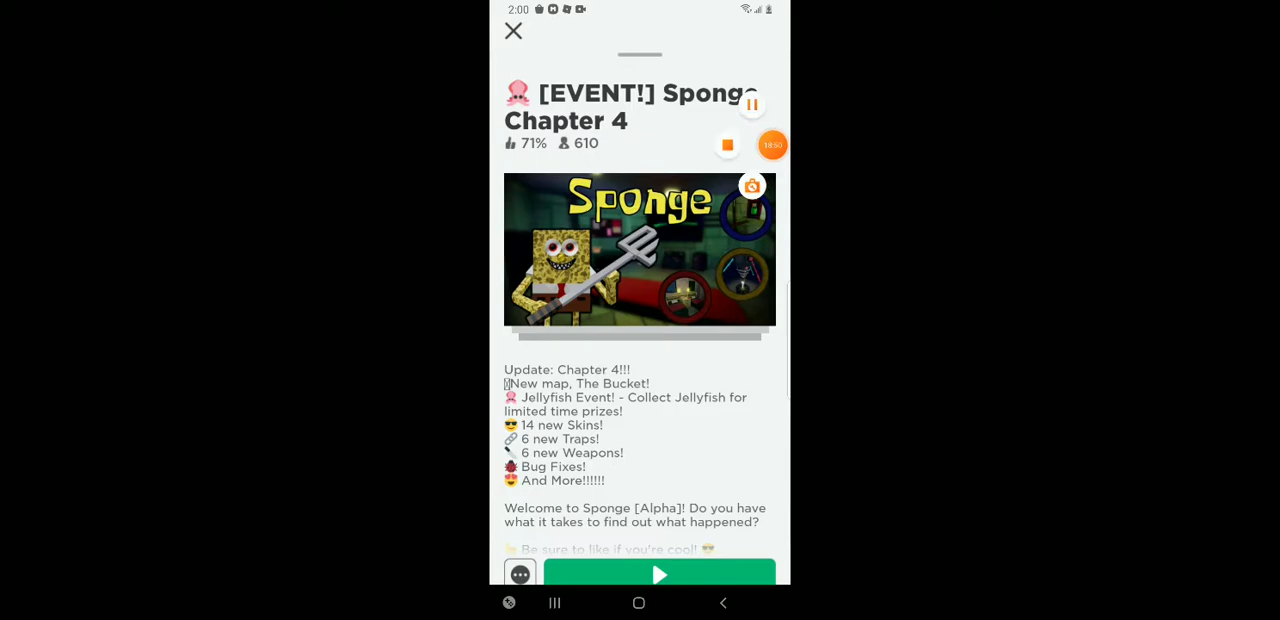 2:00
🐙 [EVENT!] Sponge
Chapter 4
71% 610
18:50
Sponge
Update: Chapter 4!!!
New map, The Bucket!
🐙 Jellyfish Event! - Collect Jellyfish for
limited time prizes!
😎 14 new Skins!
🔗 6 new Traps!
🔪 6 new Weapons!
🐞 Bug Fixes!
😍 And More!!!!!!
Welcome to Sponge [Alpha]! Do you have
what it takes to find out what happened?
👍 Be sure to like if you're cool! 😎